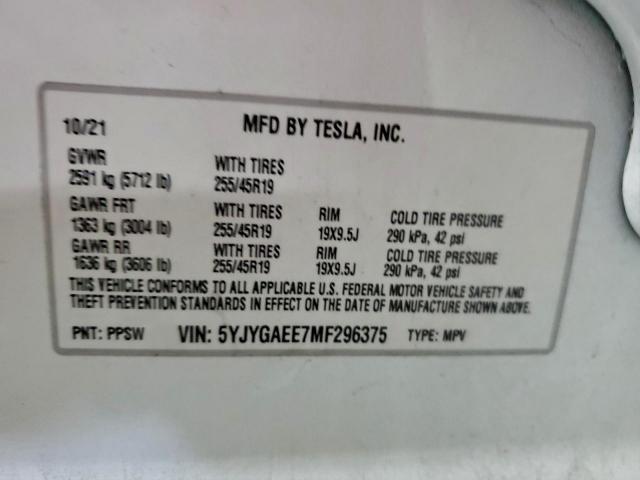 10/21 MFD BY TESLA, INC.
GVWR WITH TIRES
2591 kg (5712 lb) 255/45R19
GAWR FRT WITH TIRES RIM COLD TIRE PRESSURE
1363 kg (3004 lb) 255/45R19 19X9.5J 290 kPa, 42 psi
GAWR RR WITH TIRES RIM COLD TIRE PRESSURE
1636 kg (3606 lb) 255/45R19 19X9.5J 290 kPa, 42 psi
THIS VEHICLE CONFORMS TO ALL APPLICABLE U.S. FEDERAL MOTOR VEHICLE SAFETY AND
THEFT PREVENTION STANDARDS IN EFFECT ON THE DATE OF MANUFACTURE SHOWN ABOVE.
PNT: PPSW VIN: 5YJYGAEE7MF296375 TYPE: MPV